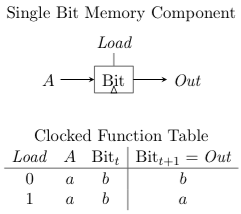 Single Bit Memory Component
Load
A Bit Out
Clocked Function Table
Load A Bit_t Bit_{t+1} = Out
0 a b b
1 a b a